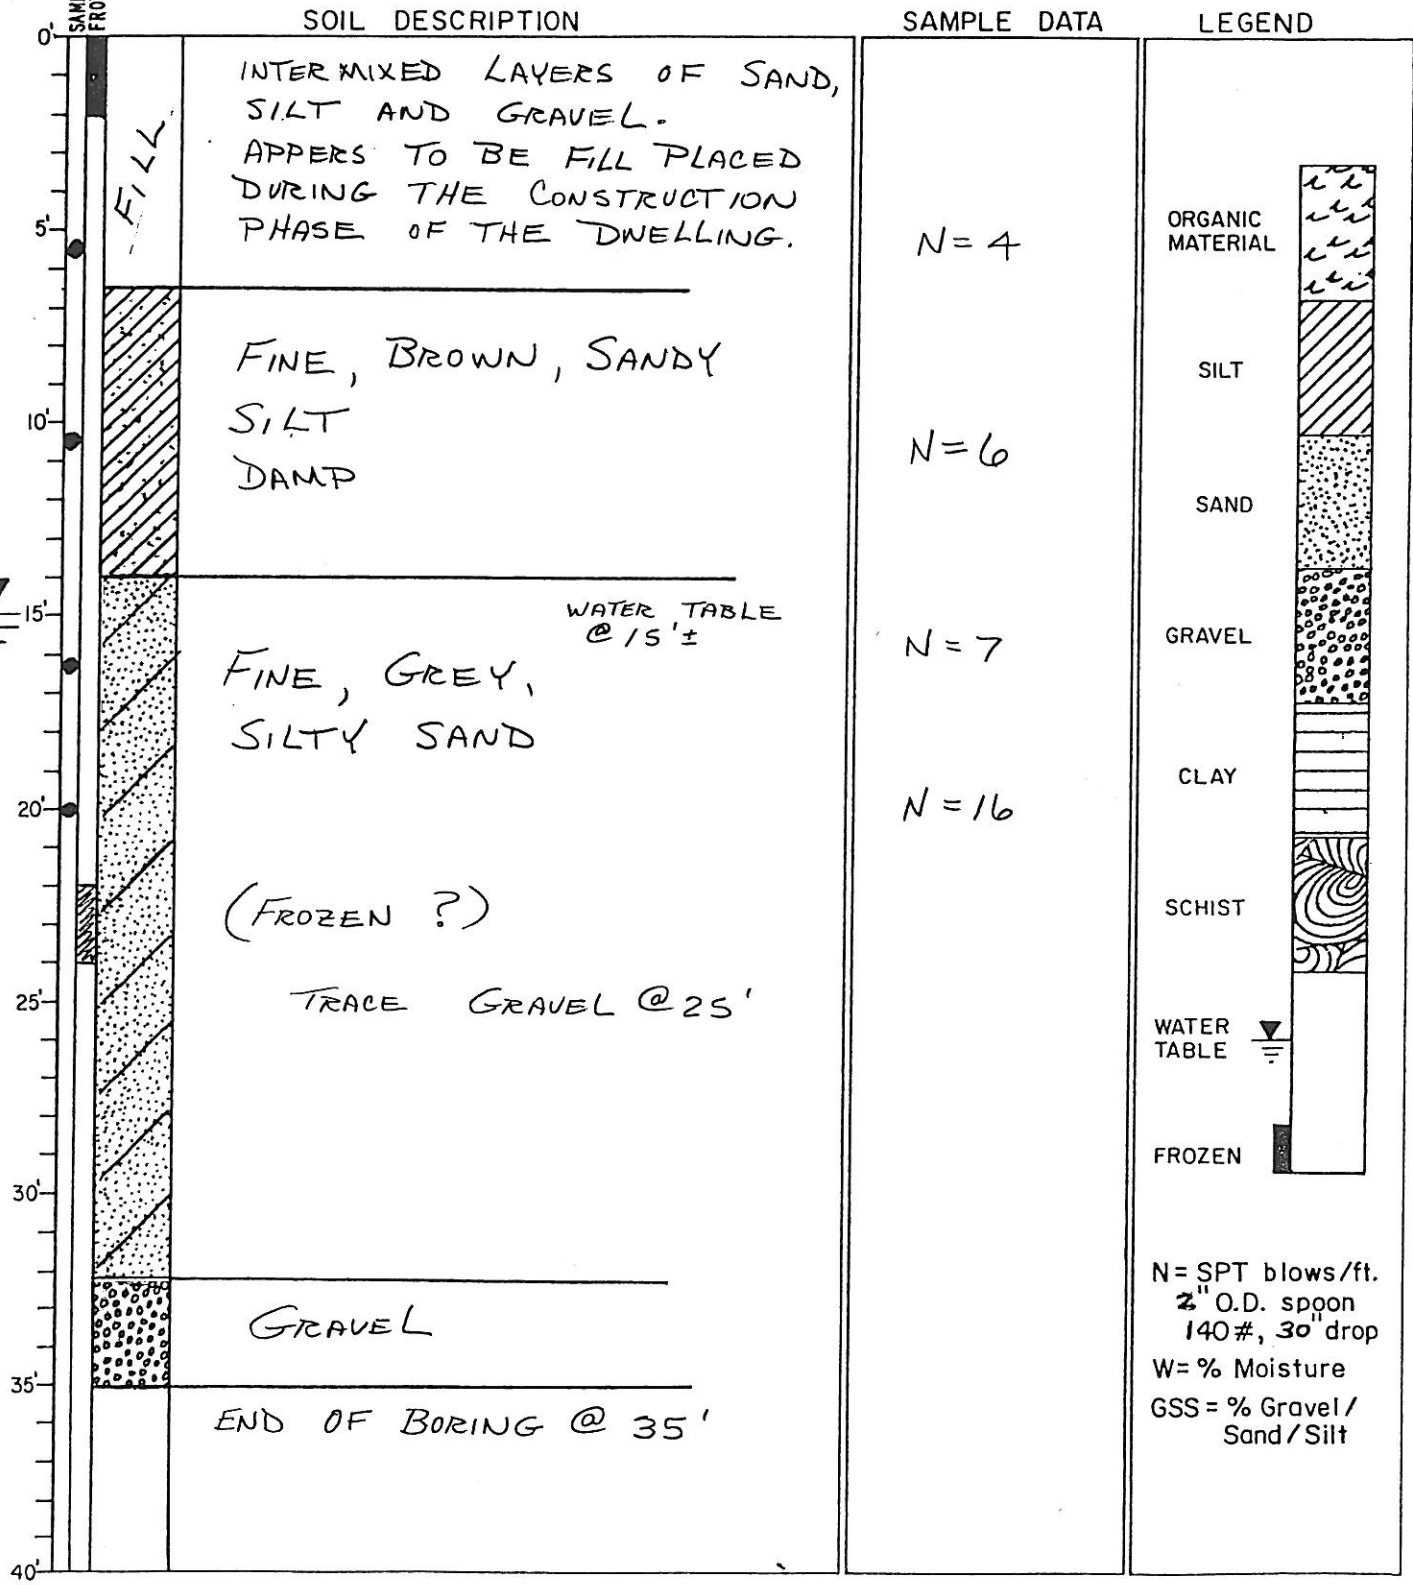 SOIL DESCRIPTION
SAMPLE DATA
LEGEND
0'
5'
10'
15'
20'
25'
30'
35'
40'
FILL
INTERMIXED LAYERS OF SAND,
SILT AND GRAVEL.
APPERS TO BE FILL PLACED
DURING THE CONSTRUCTION
PHASE OF THE DWELLING.
FINE, BROWN, SANDY
SILT
DAMP
WATER TABLE
@ 15'±
FINE, GREY,
SILTY SAND
(FROZEN ?)
TRACE GRAVEL @ 25'
GRAVEL
END OF BORING @ 35'
N = 4
N = 6
N = 7
N = 16
ORGANIC
MATERIAL
SILT
SAND
GRAVEL
CLAY
SCHIST
WATER
TABLE
FROZEN
N = SPT blows/ft.
2" O.D. spoon
140#, 30" drop
W= % Moisture
GSS = % Gravel/
Sand/Silt